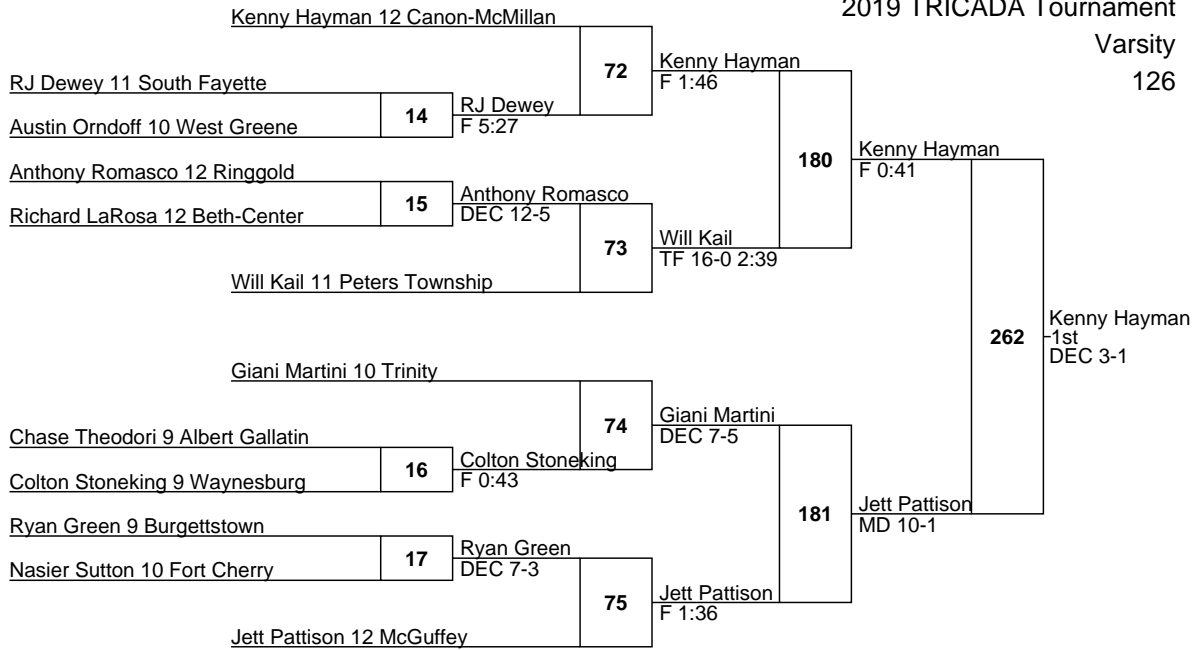 2019 TRICADA Tournament
Varsity
126
Kenny Hayman 12 Canon-McMillan
72
Kenny Hayman
F 1:46
RJ Dewey 11 South Fayette
14
RJ Dewey
F 5:27
Austin Orndoff 10 West Greene
180
Kenny Hayman
F 0:41
Anthony Romasco 12 Ringgold
15
Anthony Romasco
DEC 12-5
Richard LaRosa 12 Beth-Center
73
Will Kail
TF 16-0 2:39
Will Kail 11 Peters Township
262
Kenny Hayman
1st
DEC 3-1
Giani Martini 10 Trinity
74
Giani Martini
DEC 7-5
Chase Theodori 9 Albert Gallatin
16
Colton Stoneking
F 0:43
Colton Stoneking 9 Waynesburg
181
Jett Pattison
MD 10-1
Ryan Green 9 Burgettstown
17
Ryan Green
DEC 7-3
Nasier Sutton 10 Fort Cherry
75
Jett Pattison
F 1:36
Jett Pattison 12 McGuffey